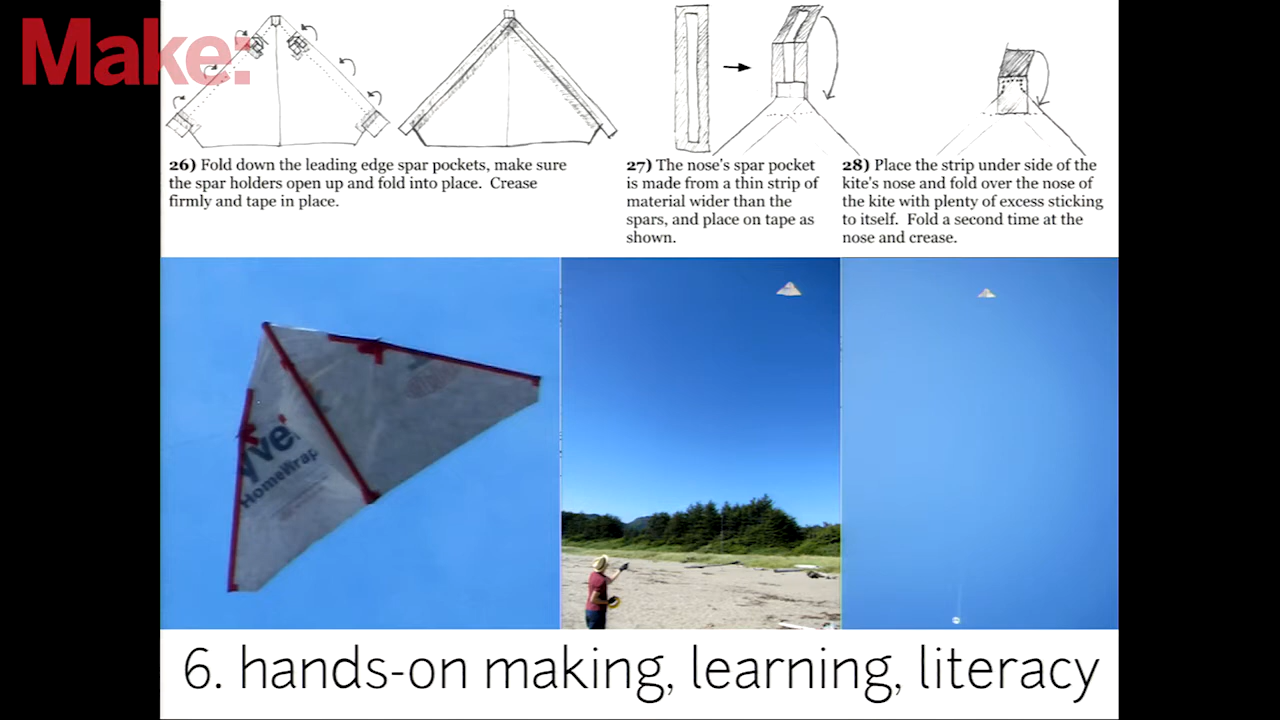 Make:
26) Fold down the leading edge spar pockets, make sure
the spar holders open up and fold into place. Crease
firmly and tape in place.
27) The nose's spar pocket
is made from a thin strip of
material wider than the
spars, and place on tape as
shown.
28) Place the strip under side of the
kite's nose and fold over the nose of
the kite with plenty of excess sticking
to itself. Fold a second time at the
nose and crease.
yve
HomeWrap
6. hands-on making, learning, literacy